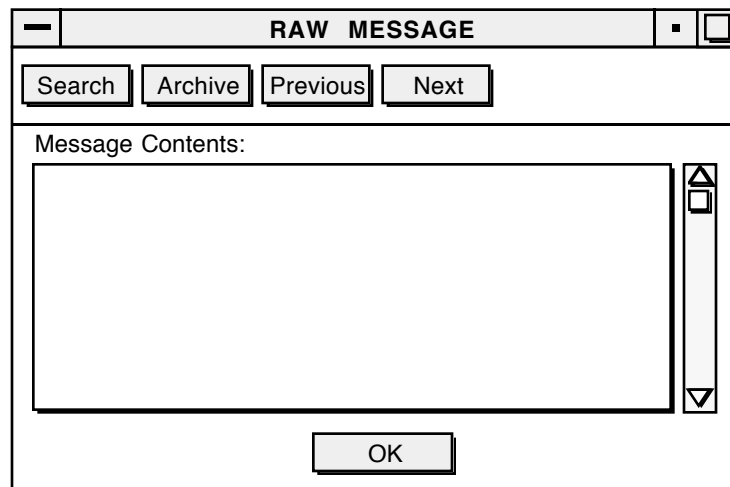 RAW MESSAGE
Search Archive Previous Next
Message Contents:
OK